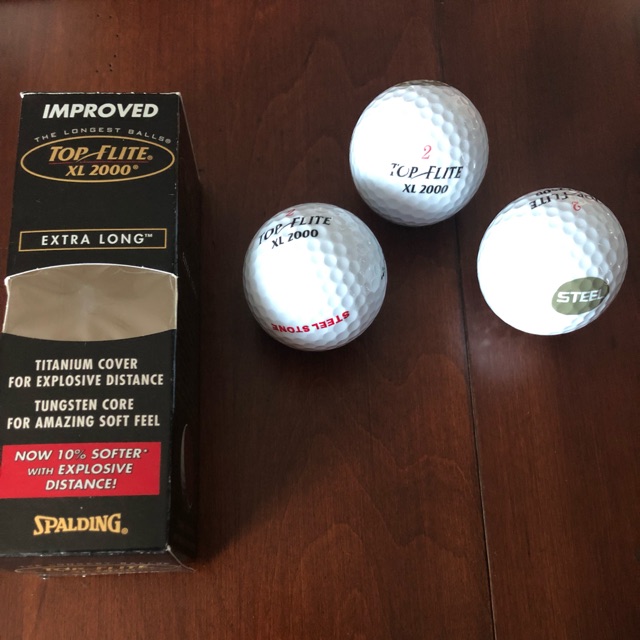 IMPROVED
THE LONGEST BALLS®
TOP-FLITE®
XL 2000®
EXTRA LONG™
TITANIUM COVER
FOR EXPLOSIVE DISTANCE
TUNGSTEN CORE
FOR AMAZING SOFT FEEL
NOW 10% SOFTER*
WITH EXPLOSIVE
DISTANCE!
SPALDING®
TOP-FLITE
XL 2000
STEEL STONE
2
TOP-FLITE
XL 2000
2
STEEL